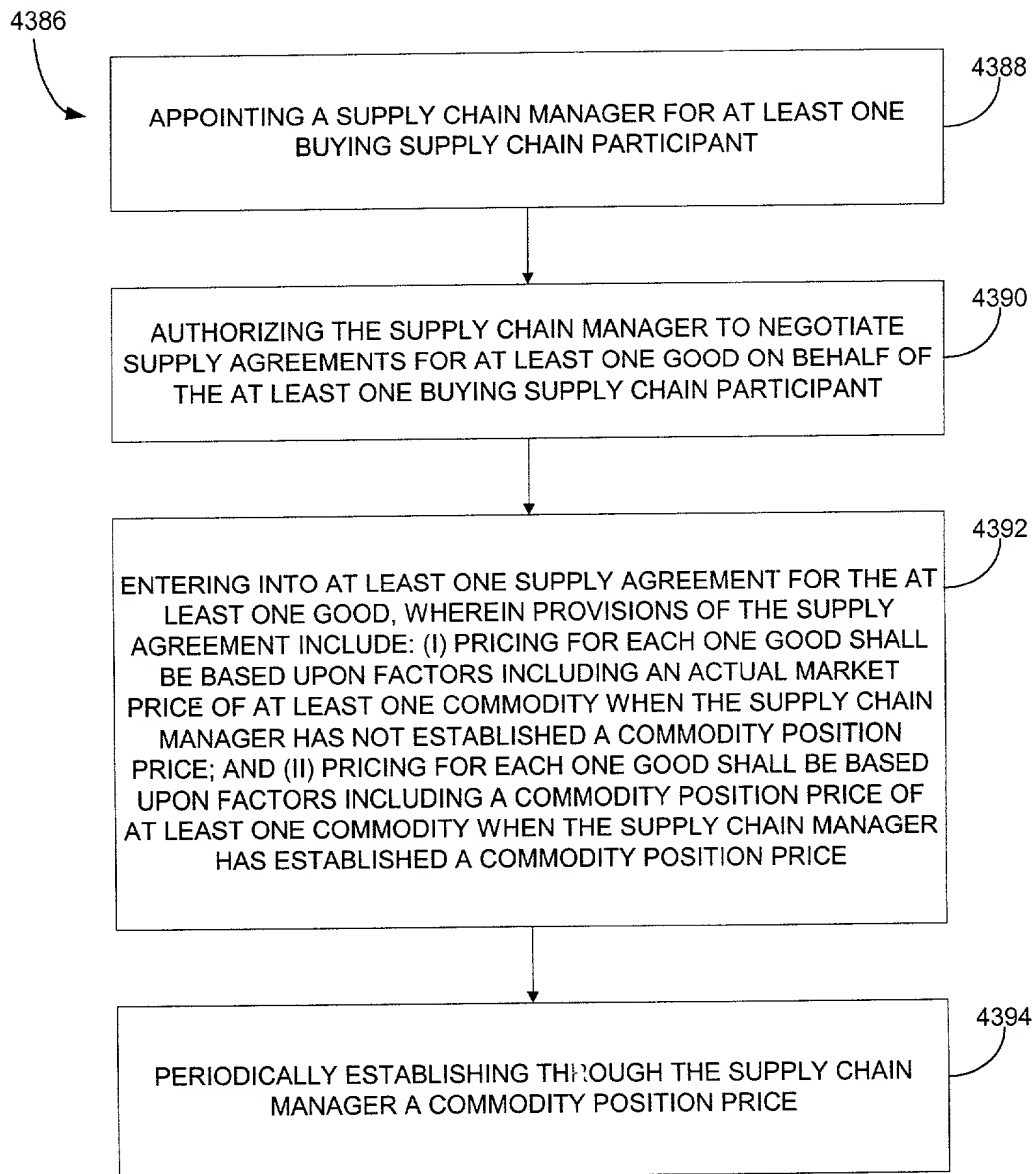 4386
4388
APPOINTING A SUPPLY CHAIN MANAGER FOR AT LEAST ONE
BUYING SUPPLY CHAIN PARTICIPANT
4390
AUTHORIZING THE SUPPLY CHAIN MANAGER TO NEGOTIATE
SUPPLY AGREEMENTS FOR AT LEAST ONE GOOD ON BEHALF OF
THE AT LEAST ONE BUYING SUPPLY CHAIN PARTICIPANT
4392
ENTERING INTO AT LEAST ONE SUPPLY AGREEMENT FOR THE AT
LEAST ONE GOOD, WHEREIN PROVISIONS OF THE SUPPLY
AGREEMENT INCLUDE: (I) PRICING FOR EACH ONE GOOD SHALL
BE BASED UPON FACTORS INCLUDING AN ACTUAL MARKET
PRICE OF AT LEAST ONE COMMODITY WHEN THE SUPPLY CHAIN
MANAGER HAS NOT ESTABLISHED A COMMODITY POSITION
PRICE; AND (II) PRICING FOR EACH ONE GOOD SHALL BE BASED
UPON FACTORS INCLUDING A COMMODITY POSITION PRICE OF
AT LEAST ONE COMMODITY WHEN THE SUPPLY CHAIN MANAGER
HAS ESTABLISHED A COMMODITY POSITION PRICE
4394
PERIODICALLY ESTABLISHING THROUGH THE SUPPLY CHAIN
MANAGER A COMMODITY POSITION PRICE